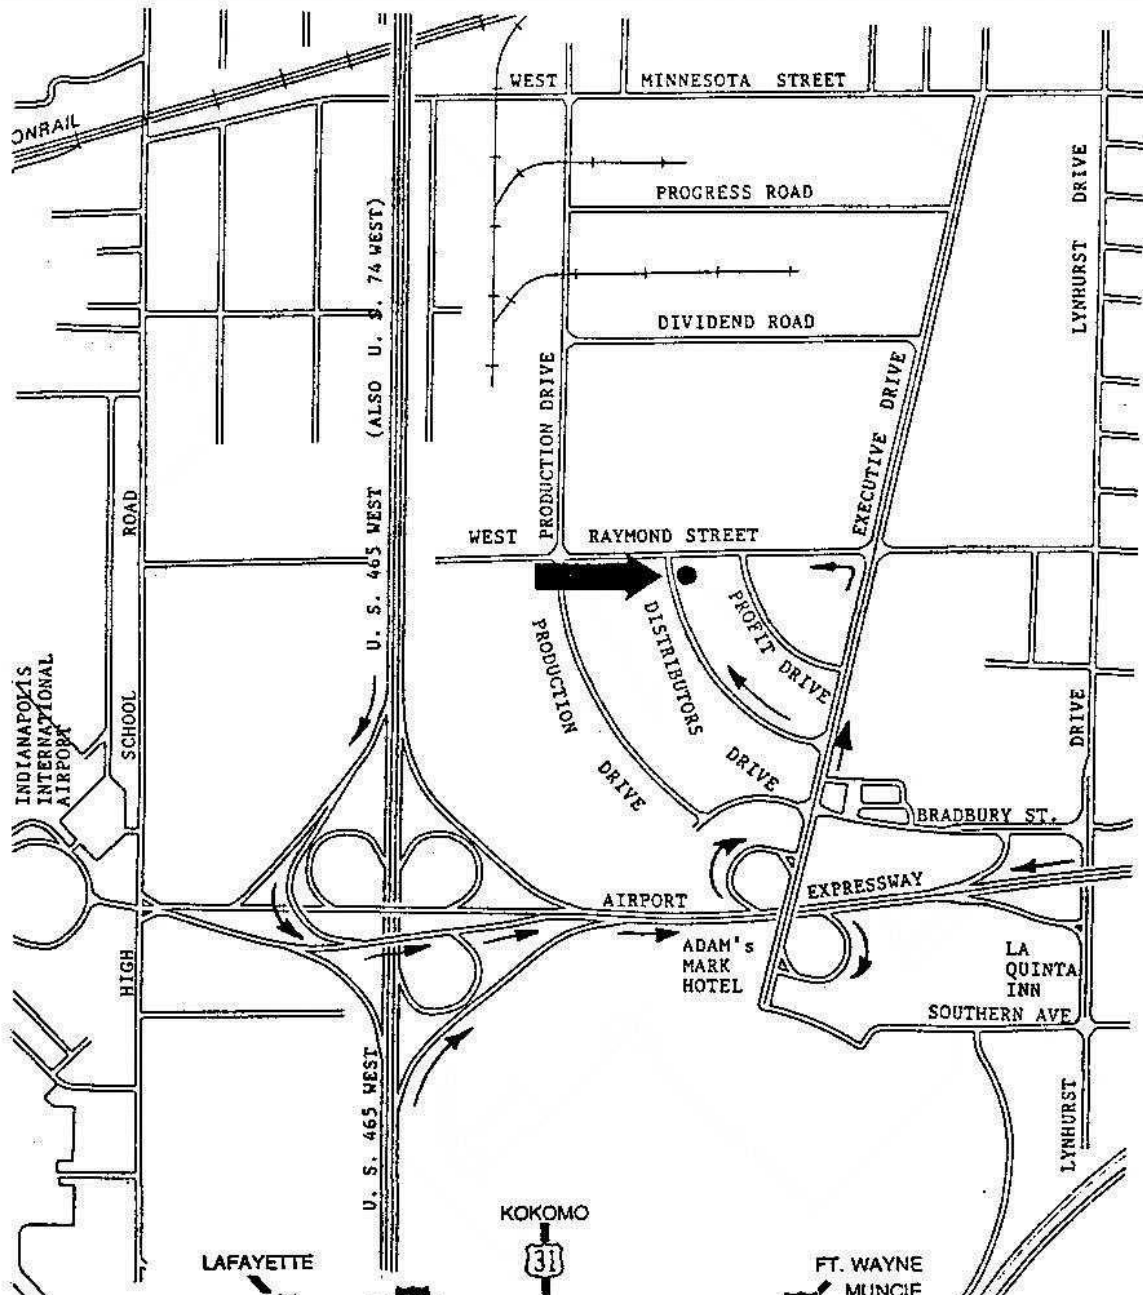 WEST MINNESOTA STREET
ONRAIL
PROGRESS ROAD
LYNHURST DRIVE
U. S. 465 WEST (ALSO U. S. 74 WEST)
DIVIDEND ROAD
PRODUCTION DRIVE
EXECUTIVE DRIVE
WEST RAYMOND STREET
HIGH SCHOOL ROAD
PRODUCTION DRIVE
DISTRIBUTORS DRIVE
PROFIT DRIVE
INDIANAPOLIS
INTERNATIONAL
AIRPORT
DRIVE
BRADBURY ST.
AIRPORT EXPRESSWAY
ADAM's
MARK
HOTEL
LA
QUINTA
INN
SOUTHERN AVE
U. S. 465 WEST
LYNHURST
KOKOMO
31
LAFAYETTE
FT. WAYNE
MUNCIE